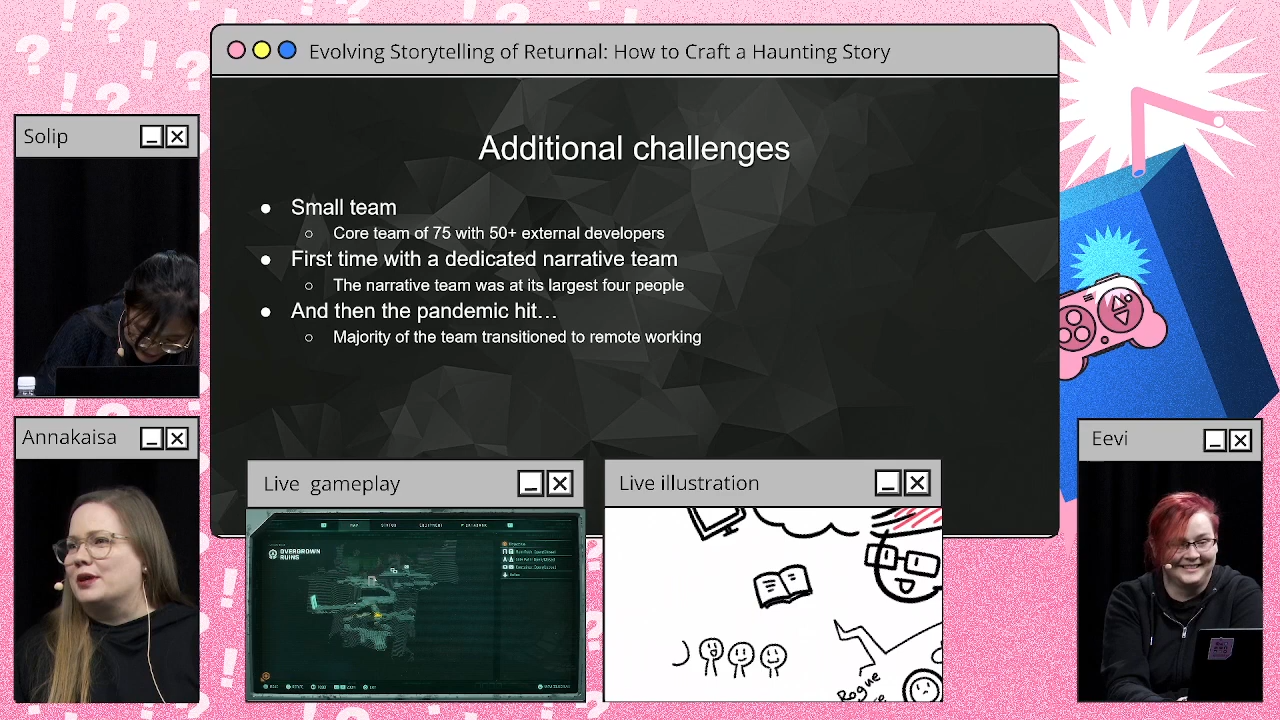 Evolving Storytelling of Returnal: How to Craft a Haunting Story
Solip
Additional challenges
Small team
Core team of 75 with 50+ external developers
First time with a dedicated narrative team
The narrative team was at its largest four people
And then the pandemic hit…
Majority of the team transitioned to remote working
Annakaisa
Eevi
Live gameplay
Live illustration
MAP STATUS
OVERGROWN
RUINS
Rogue